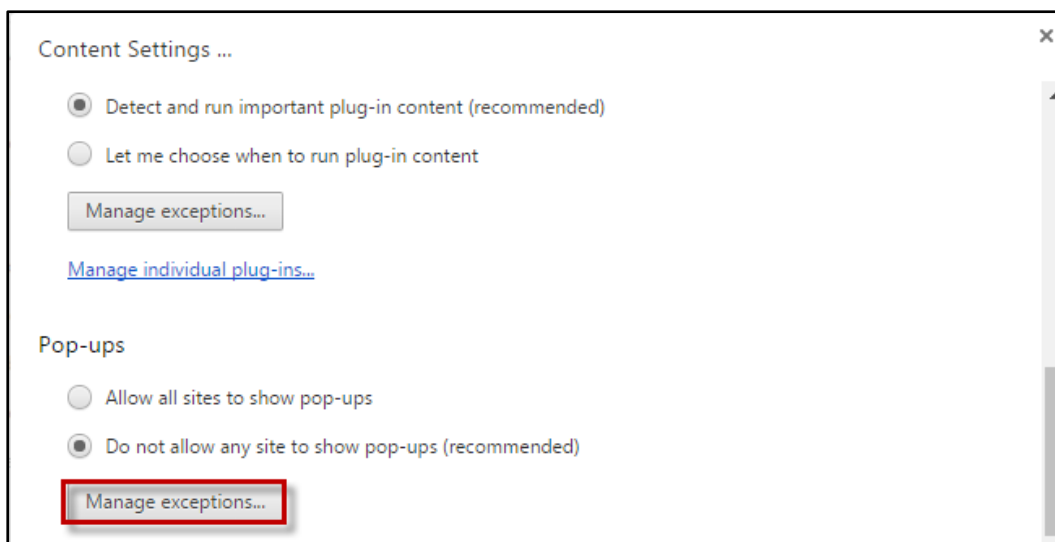 Content Settings ...
Detect and run important plug-in content (recommended)
Let me choose when to run plug-in content
Manage exceptions...
Manage individual plug-ins...
Pop-ups
Allow all sites to show pop-ups
Do not allow any site to show pop-ups (recommended)
Manage exceptions...